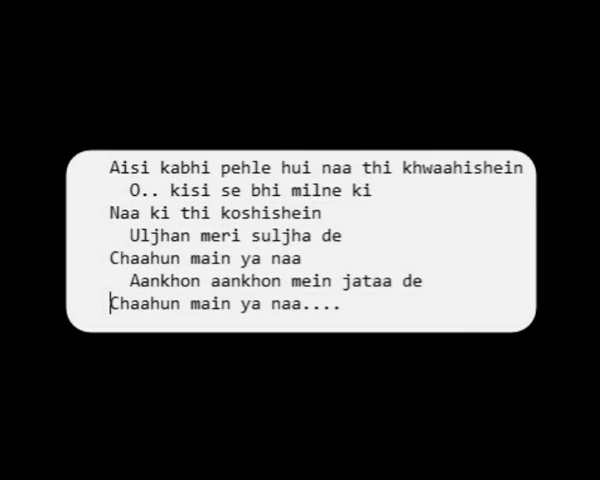 Aisi kabhi pehle hui naa thi khwaahishein
O.. kisi se bhi milne ki
Naa ki thi koshishein
Uljhan meri suljha de
Chaahun main ya naa
Aankhon aankhon mein jataa de
Chaahun main ya naa....